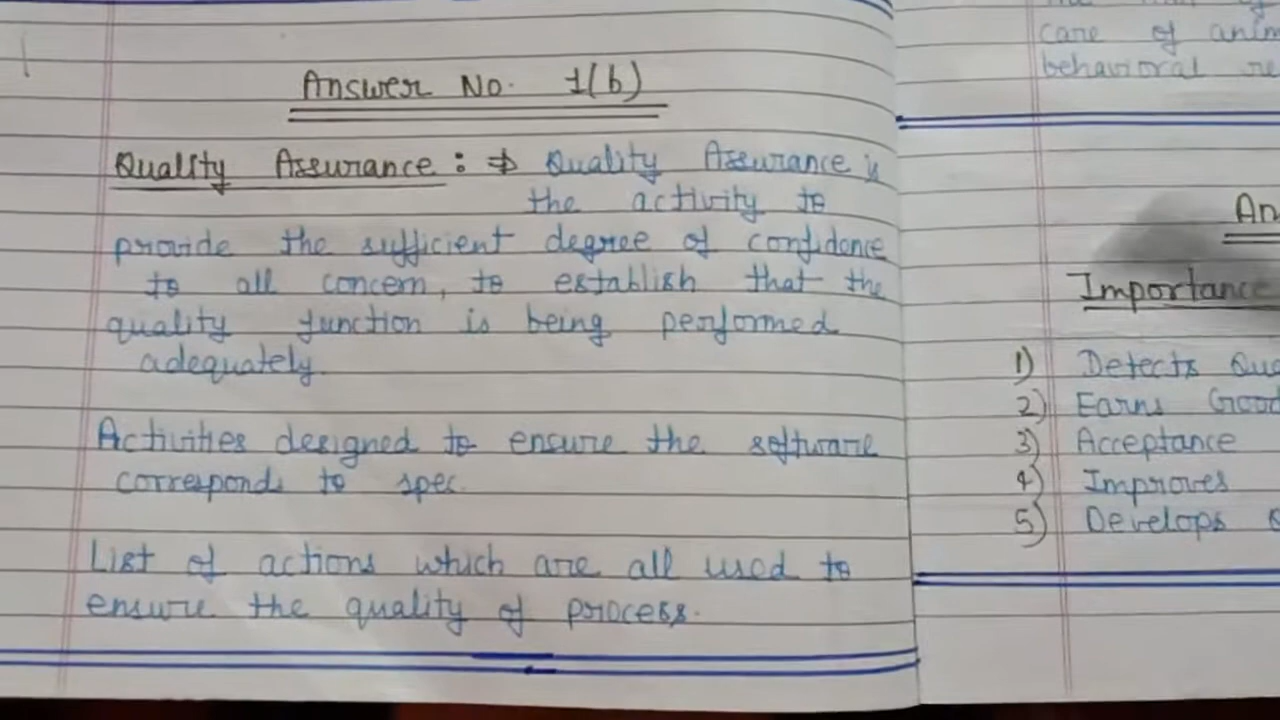 Answer No. 1(b)
Quality Assurance : ⇒ Quality Assurance is
the activity to
provide the sufficient degree of confidence
to all concern, to establish that the
quality function is being performed
adequately.
Activities designed to ensure the software
corresponds to spec.
List of actions which are all used to
ensure the quality of process.
care of
behavioral
An
Importance
1) Detects
2) Earns Good
3) Acceptance
4) Improves
5) Develops